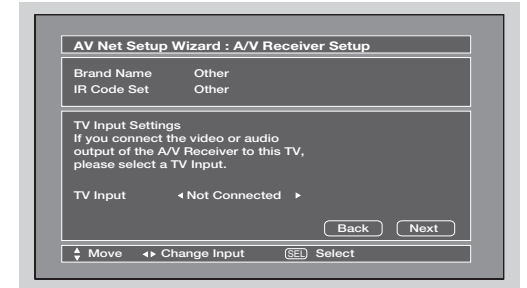 AV Net Setup Wizard : A/V Receiver Setup
Brand Name Other
IR Code Set Other
TV Input Settings
If you connect the video or audio
output of the A/V Receiver to this TV,
please select a TV Input.
TV Input Not Connected
Back Next
Move Change Input SEL Select